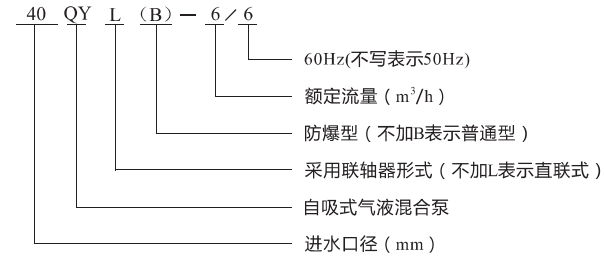 40 QY L (B) — 6/6
60Hz(不写表示50Hz)
额定流量(m³/h)
防爆型(不加B表示普通型)
采用联轴器形式(不加L表示直联式)
自吸式气液混合泵
进水口径(mm)